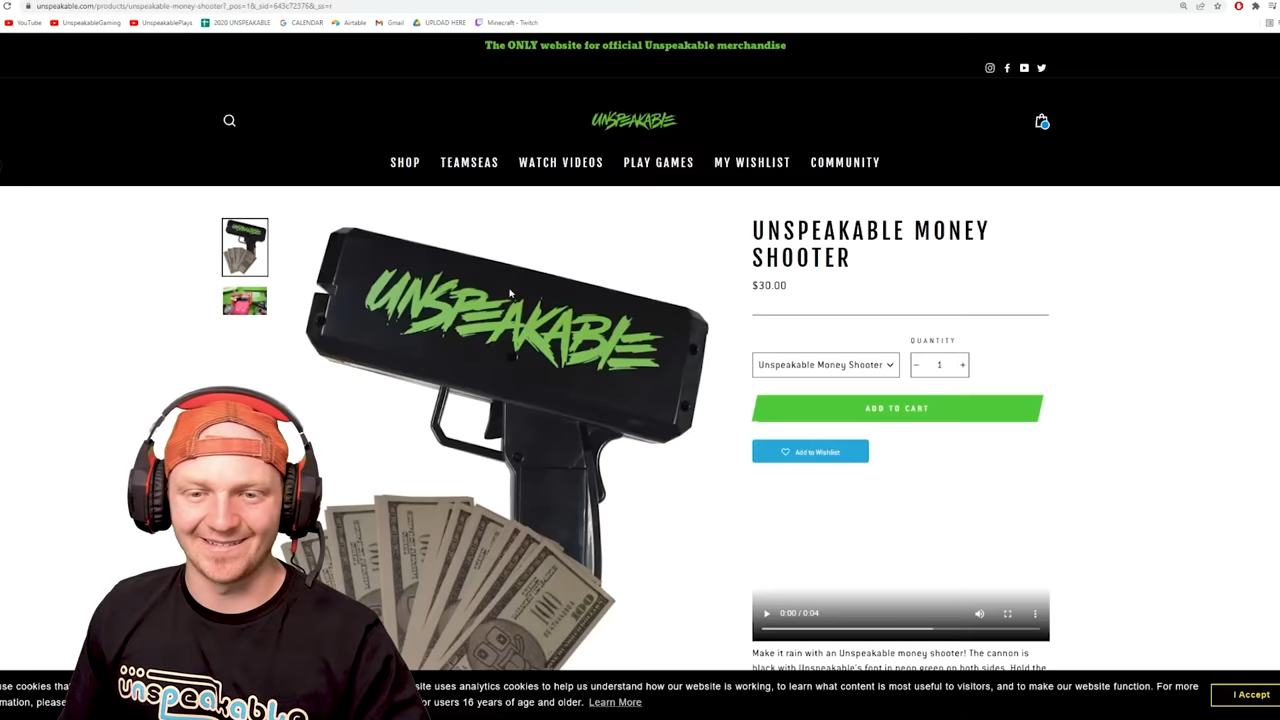 unspeakable.com/products/unspeakable-money-shooter?_pos=1&_sid=643c72376&_ss=r
YouTube UnspeakableGaming UnspeakablePlays 2020 UNSPEAKABLE CALENDAR Airtable Gmail UPLOAD HERE Minecraft - Twitch
The ONLY website for official Unspeakable merchandise
UNSPEAKABLE
SHOP TEAMSEAS WATCH VIDEOS PLAY GAMES MY WISHLIST COMMUNITY
UNSPEAKABLE
UNSPEAKABLE MONEY
SHOOTER
$30.00
QUANTITY
Unspeakable Money Shooter
− 1 +
ADD TO CART
Add to Wishlist
0:00 / 0:04
Make it rain with an Unspeakable money shooter! The cannon is
black with Unspeakable's font in neon green on both sides. Hold the
use cookies
site uses analytics cookies to help us understand how our website is working, to learn what content is most useful to visitors, and to make our website function. For more
please
or users 16 years of age and older. Learn More
I Accept
unspeakable
100